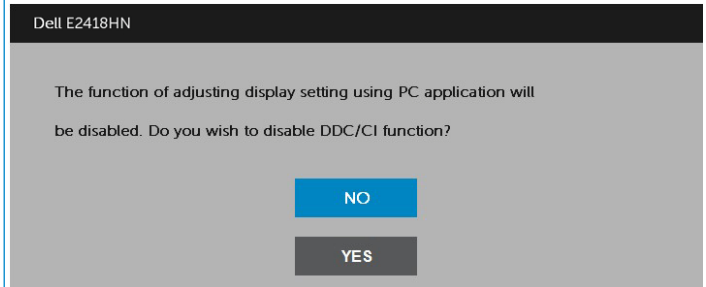 Dell E2418HN
The function of adjusting display setting using PC application will
be disabled. Do you wish to disable DDC/CI function?
NO
YES